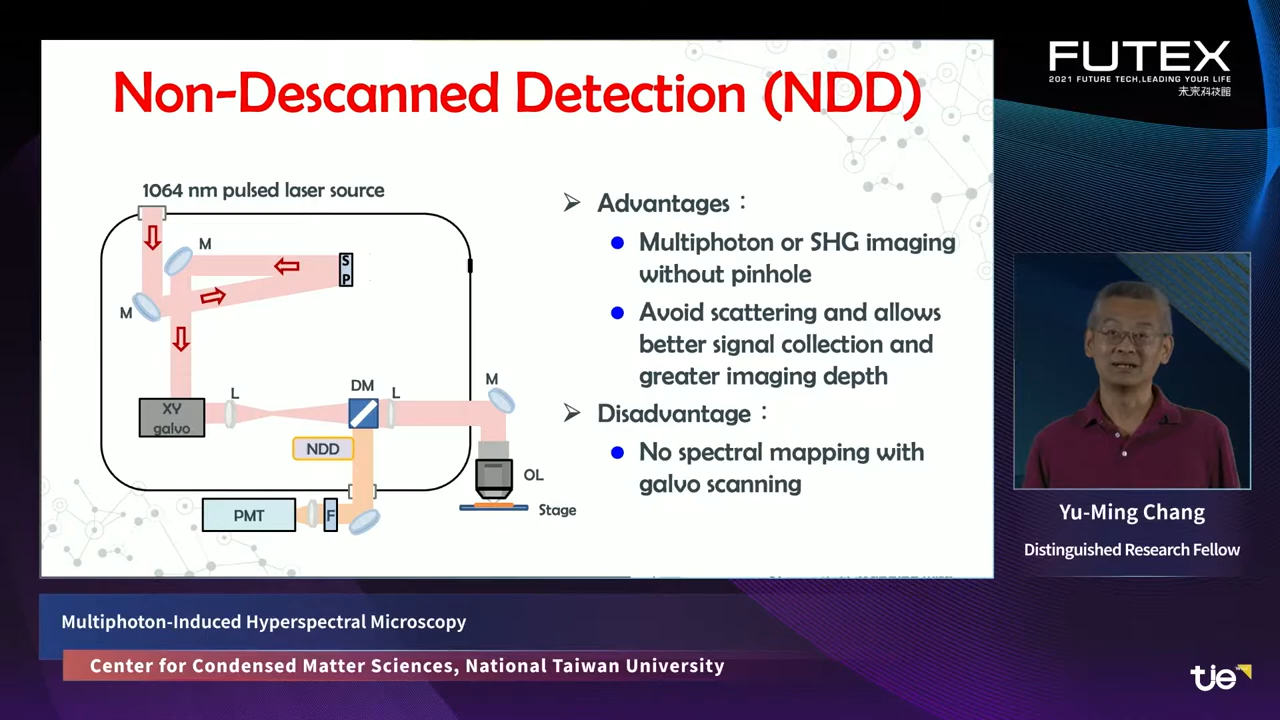 Non-Descanned Detection (NDD)
1064 nm pulsed laser source
M
S
P
M
XY
galvo
L
DM
L
M
NDD
OL
PMT
F
Stage
Advantages：
Multiphoton or SHG imaging
without pinhole
Avoid scattering and allows
better signal collection and
greater imaging depth
Disadvantage：
No spectral mapping with
galvo scanning
FUTEX
2021 FUTURE TECH,LEADING YOUR LIFE
未來科技館
Yu-Ming Chang
Distinguished Research Fellow
Multiphoton-Induced Hyperspectral Microscopy
Center for Condensed Matter Sciences, National Taiwan University
tie